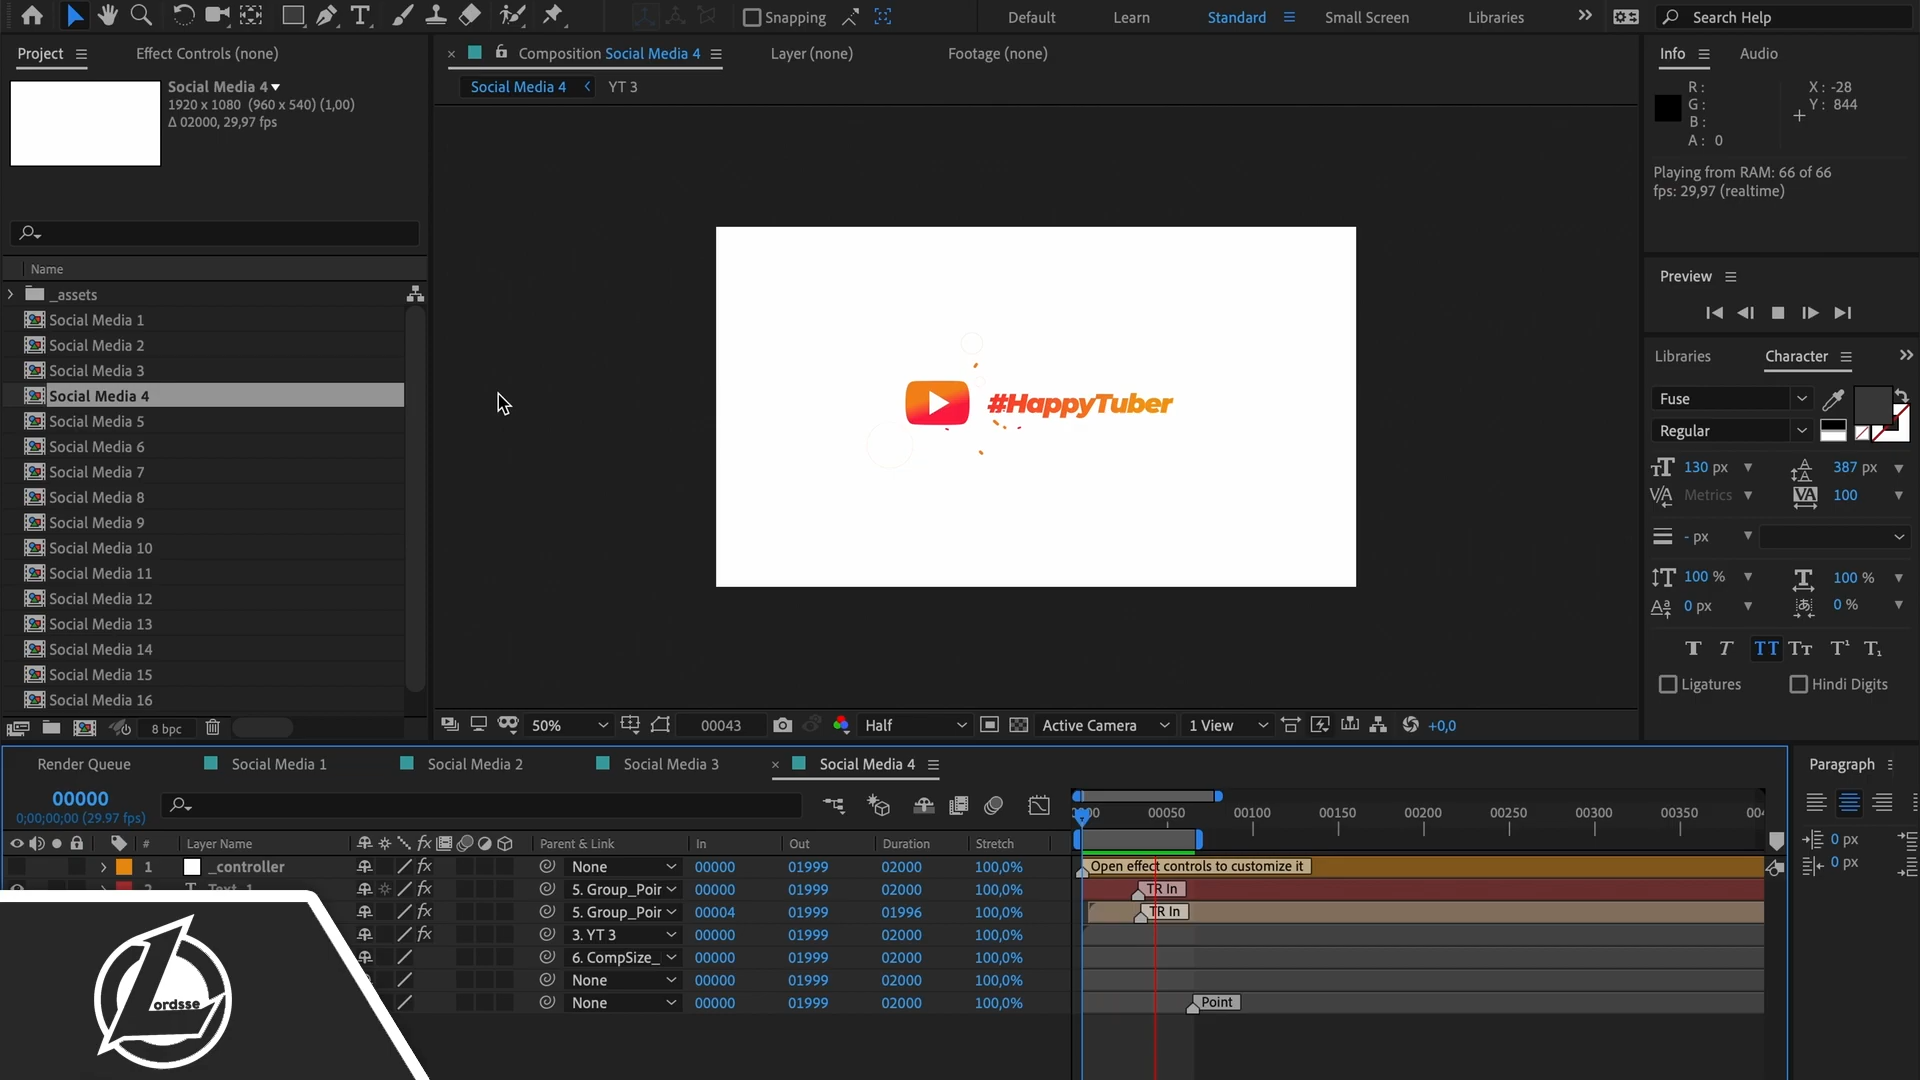 Snapping
Default
Learn
Standard
Small Screen
Libraries
Search Help
Project
Effect Controls (none)
Composition Social Media 4
Layer (none)
Footage (none)
Info
Audio
Social Media 4
1920 x 1080 (960 x 540) (1,00)
Δ 02000, 29,97 fps
Social Media 4
YT 3
R :
G :
B :
A : 0
X : -28
Y : 844
Playing from RAM: 66 of 66
fps: 29,97 (realtime)
Name
_assets
Social Media 1
Social Media 2
Social Media 3
Social Media 4
Social Media 5
Social Media 6
Social Media 7
Social Media 8
Social Media 9
Social Media 10
Social Media 11
Social Media 12
Social Media 13
Social Media 14
Social Media 15
Social Media 16
8 bpc
#HappyTuber
50%
00043
Half
Active Camera
1 View
+0,0
Preview
Libraries
Character
Fuse
Regular
130 px
387 px
Metrics
100
- px
100 %
100 %
0 px
0 %
Ligatures
Hindi Digits
Render Queue
Social Media 1
Social Media 2
Social Media 3
Social Media 4
Paragraph
00000
0;00;00;00 (29.97 fps)
00050
00100
00150
00200
00250
00300
00350
# Layer Name
Parent & Link
In
Out
Duration
Stretch
1 _controller None 00000 01999 02000 100,0% Open effect controls to customize it
2 Text_1 5. Group_Poir 00000 01999 02000 100,0% TR In
5. Group_Poir 00004 01999 01996 100,0% TR In
3. YT 3 00000 01999 02000 100,0%
6. CompSize_ 00000 01999 02000 100,0%
None 00000 01999 02000 100,0%
None 00000 01999 02000 100,0% Point
0 px
0 px
ordsse